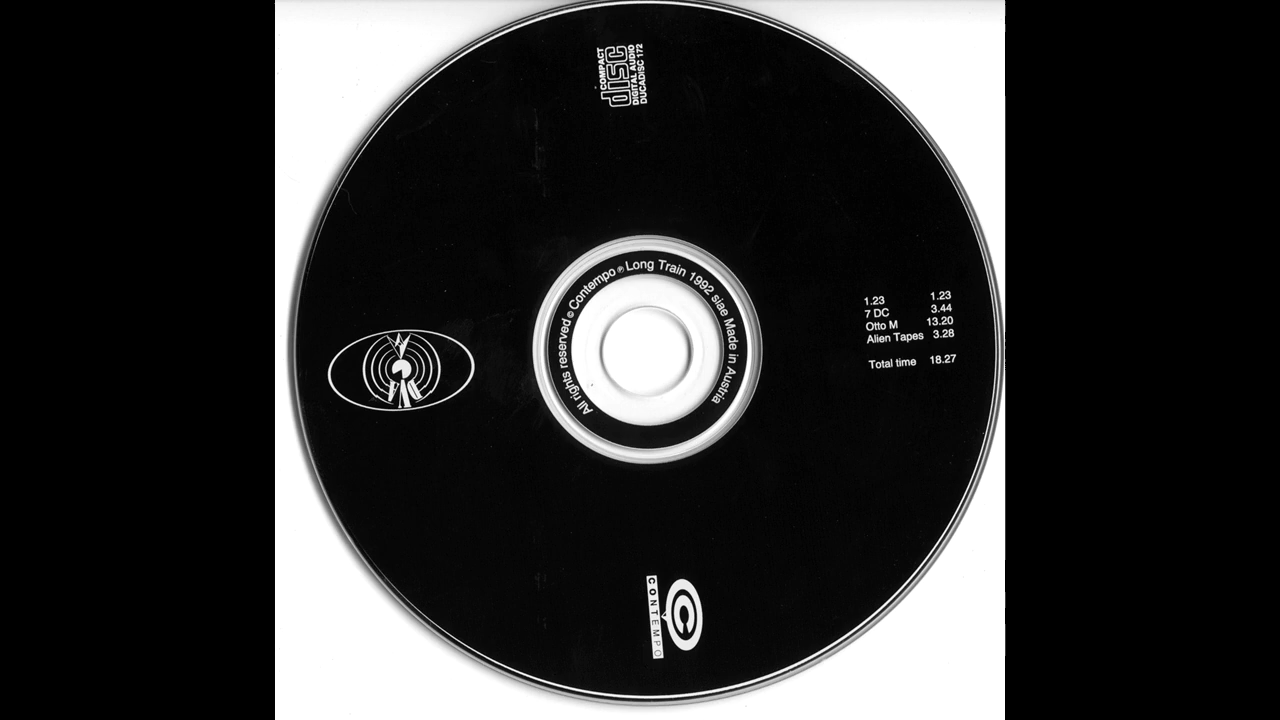 COMPACT
disc
DIGITAL AUDIO
DUCADISC 172
All rights reserved © Contempo ℗ Long Train 1992 siae Made in Austria
1.23 1.23
7 DC 3.44
Otto M 13.20
Alien Tapes 3.28
Total time 18.27
C
CONTEMPO